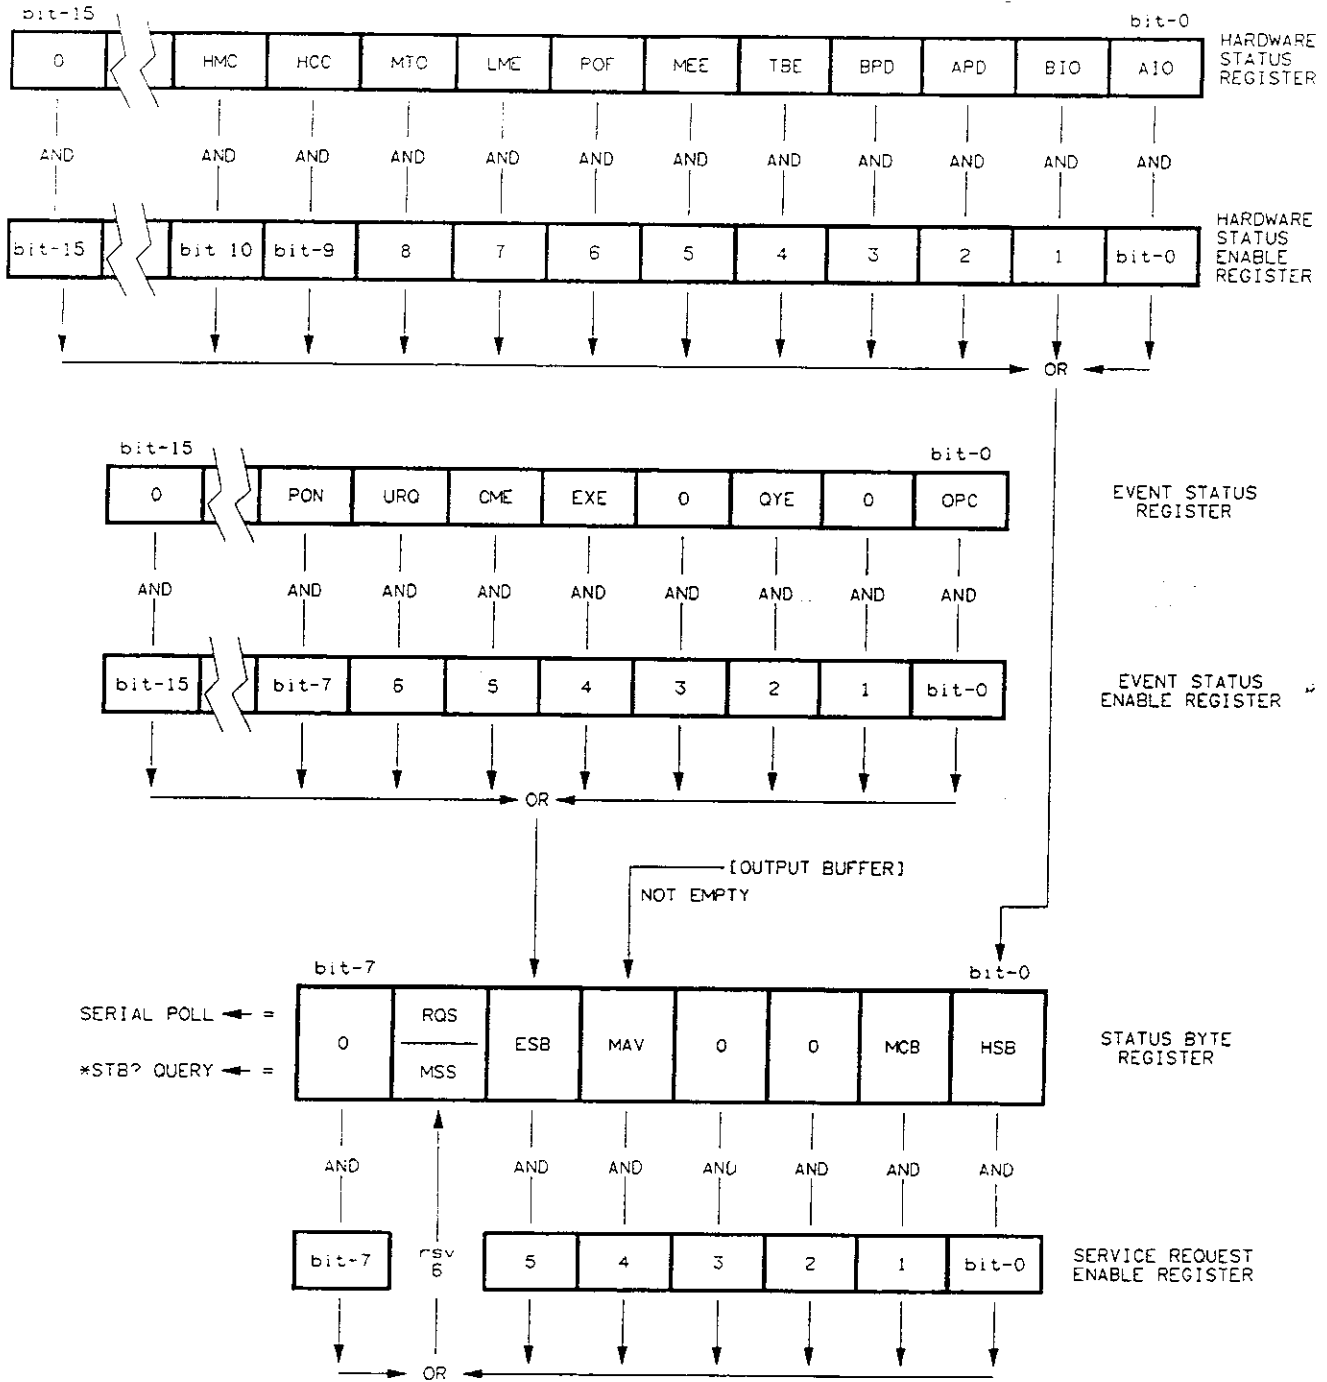 bit-15 bit-0
0 HMC HCC MTO LME POF MEE TBE BPD APD BIO AIO
HARDWARE
STATUS
REGISTER
AND AND AND AND AND AND AND AND AND AND AND AND
bit-15 bit 10 bit-9 8 7 6 5 4 3 2 1 bit-0
HARDWARE
STATUS
ENABLE
REGISTER
OR
bit-15 bit-0
0 PON URQ CME EXE 0 QYE 0 OPC
EVENT STATUS
REGISTER
AND AND AND AND AND AND AND AND AND
bit-15 bit-7 6 5 4 3 2 1 bit-0
EVENT STATUS
ENABLE REGISTER
OR
[OUTPUT BUFFER]
NOT EMPTY
bit-7 bit-0
SERIAL POLL =
*STB? QUERY =
0 RQS ESB MAV 0 0 MCB HSB
MSS
STATUS BYTE
REGISTER
AND AND AND AND AND AND AND
bit-7 rsv 5 4 3 2 1 bit-0
6
SERVICE REQUEST
ENABLE REGISTER
OR